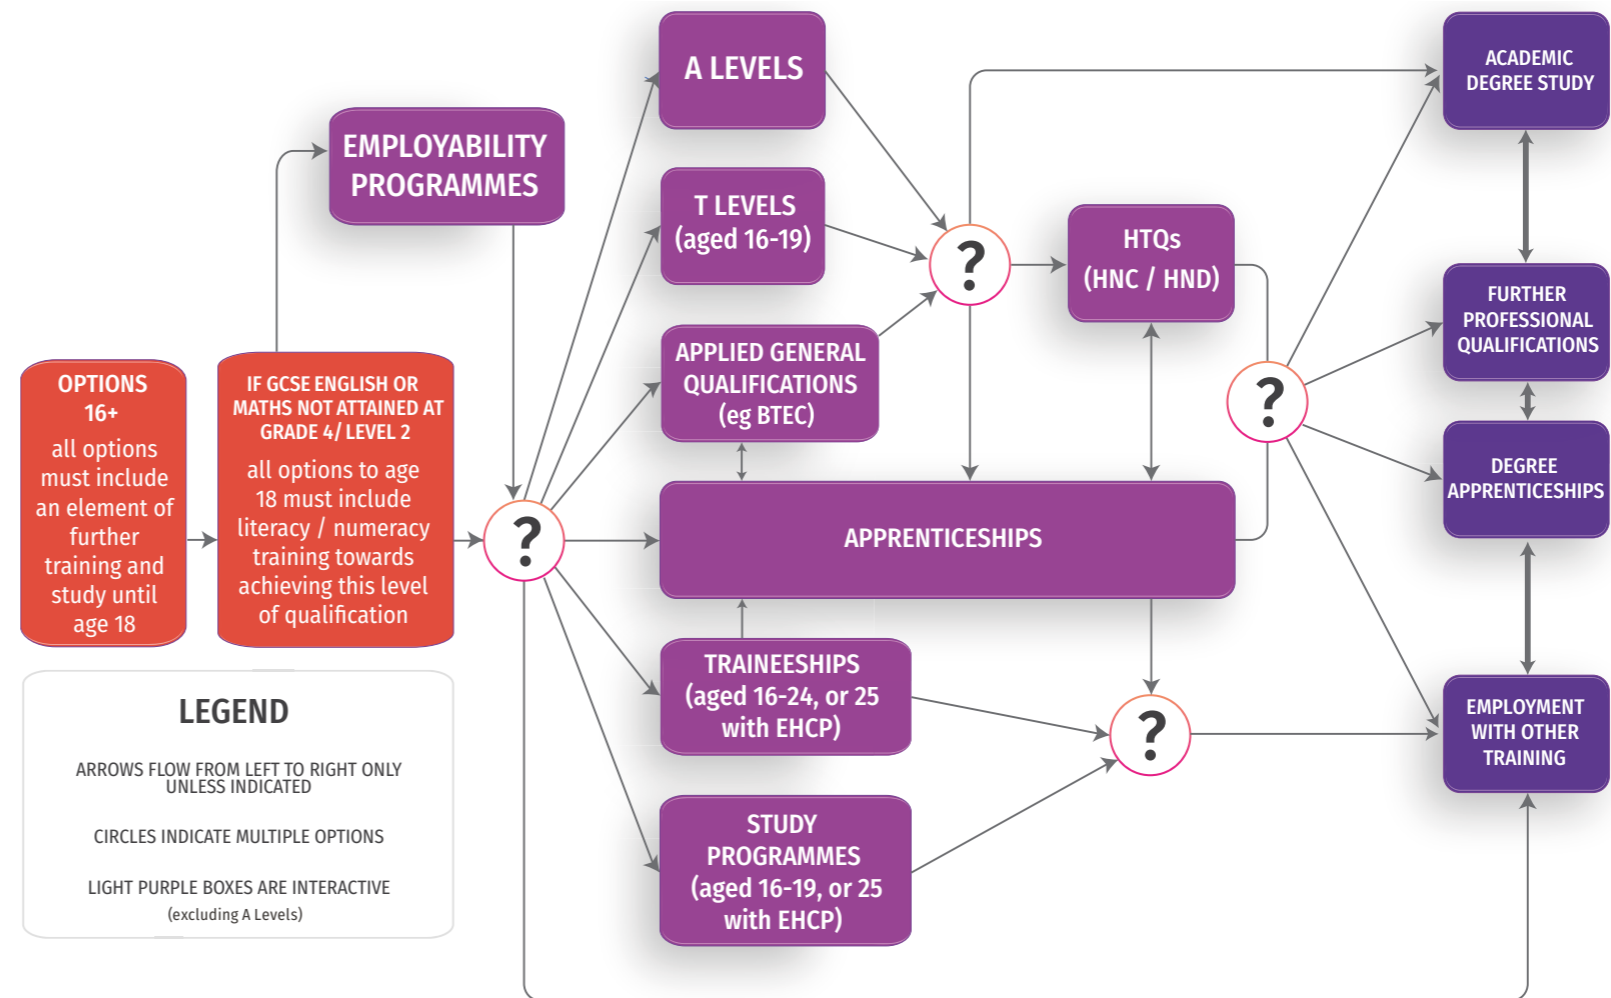 OPTIONS
16+
all options
must include
an element of
further
training and
study until
age 18
IF GCSE ENGLISH OR
MATHS NOT ATTAINED AT
GRADE 4/ LEVEL 2
all options to age
18 must include
literacy / numeracy
training towards
achieving this level
of qualification
EMPLOYABILITY
PROGRAMMES
?
A LEVELS
T LEVELS
(aged 16-19)
APPLIED GENERAL
QUALIFICATIONS
(eg BTEC)
APPRENTICESHIPS
TRAINEESHIPS
(aged 16-24, or 25
with EHCP)
STUDY
PROGRAMMES
(aged 16-19, or 25
with EHCP)
?
HTQs
(HNC / HND)
?
?
ACADEMIC
DEGREE STUDY
FURTHER
PROFESSIONAL
QUALIFICATIONS
DEGREE
APPRENTICESHIPS
EMPLOYMENT
WITH OTHER
TRAINING
LEGEND
ARROWS FLOW FROM LEFT TO RIGHT ONLY
UNLESS INDICATED
CIRCLES INDICATE MULTIPLE OPTIONS
LIGHT PURPLE BOXES ARE INTERACTIVE
(excluding A Levels)